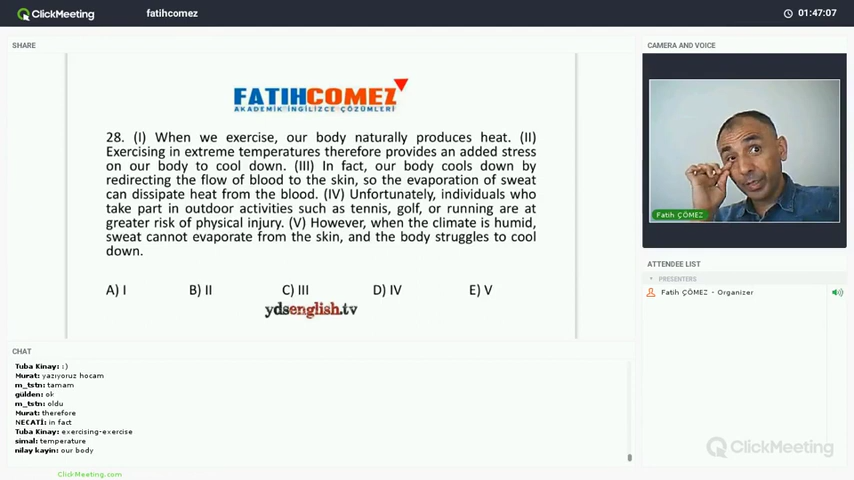 ClickMeeting
fatihcomez
01:47:07
SHARE
CAMERA AND VOICE
FATIHCOMEZ
AKADEMİK İNGİLİZCE ÇÖZÜMLERİ
28. (I) When we exercise, our body naturally produces heat. (II)
Exercising in extreme temperatures therefore provides an added stress
on our body to cool down. (III) In fact, our body cools down by
redirecting the flow of blood to the skin, so the evaporation of sweat
can dissipate heat from the blood. (IV) Unfortunately, individuals who
take part in outdoor activities such as tennis, golf, or running are at
greater risk of physical injury. (V) However, when the climate is humid,
sweat cannot evaporate from the skin, and the body struggles to cool
down.
A) I B) II C) III D) IV E) V
ydsenglish.tv
Fatih ÇÖMEZ
ATTENDEE LIST
PRESENTERS
Fatih ÇÖMEZ - Organizer
CHAT
Tuba Kinay: :)
Murat: yazıyoruz hocam
m_tstn: tamam
gülden: ok
m_tstn: oldu
Murat: therefore
NECATİ: in fact
Tuba Kinay: exercising-exercise
simal: temperature
nilay kayin: our body
ClickMeeting
ClickMeeting.com